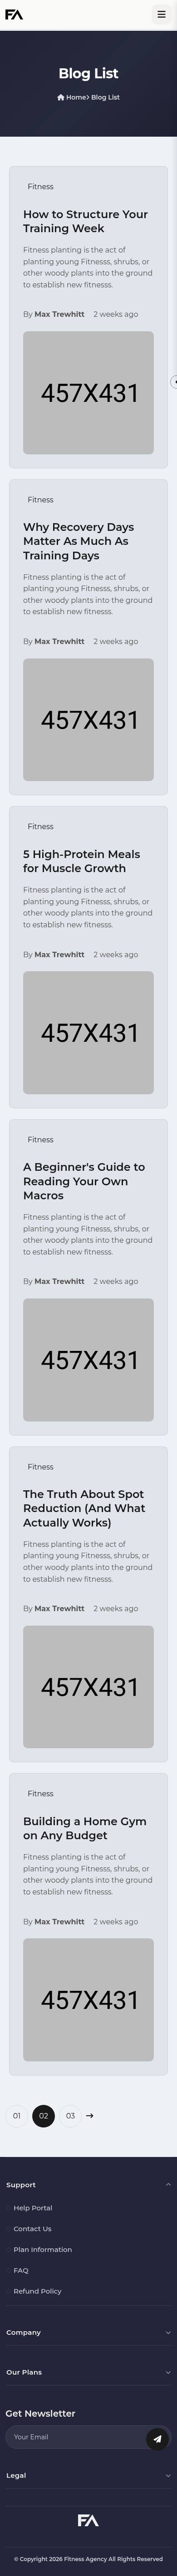 FA
Blog List
Home Blog List
Fitness
How to Structure Your
Training Week
Fitness planting is the act of
planting young Fitnesss, shrubs, or
other woody plants into the ground
to establish new fitnesss.
By Max Trewhitt 2 weeks ago
457X431
Fitness
Why Recovery Days
Matter As Much As
Training Days
Fitness planting is the act of
planting young Fitnesss, shrubs, or
other woody plants into the ground
to establish new fitnesss.
By Max Trewhitt 2 weeks ago
457X431
Fitness
5 High-Protein Meals
for Muscle Growth
Fitness planting is the act of
planting young Fitnesss, shrubs, or
other woody plants into the ground
to establish new fitnesss.
By Max Trewhitt 2 weeks ago
457X431
Fitness
A Beginner's Guide to
Reading Your Own
Macros
Fitness planting is the act of
planting young Fitnesss, shrubs, or
other woody plants into the ground
to establish new fitnesss.
By Max Trewhitt 2 weeks ago
457X431
Fitness
The Truth About Spot
Reduction (And What
Actually Works)
Fitness planting is the act of
planting young Fitnesss, shrubs, or
other woody plants into the ground
to establish new fitnesss.
By Max Trewhitt 2 weeks ago
457X431
Fitness
Building a Home Gym
on Any Budget
Fitness planting is the act of
planting young Fitnesss, shrubs, or
other woody plants into the ground
to establish new fitnesss.
By Max Trewhitt 2 weeks ago
457X431
01 02 03
Support
Help Portal
Contact Us
Plan Information
FAQ
Refund Policy
Company
Our Plans
Get Newsletter
Your Email
Legal
FA
© Copyright 2026 Fitness Agency All Rights Reserved